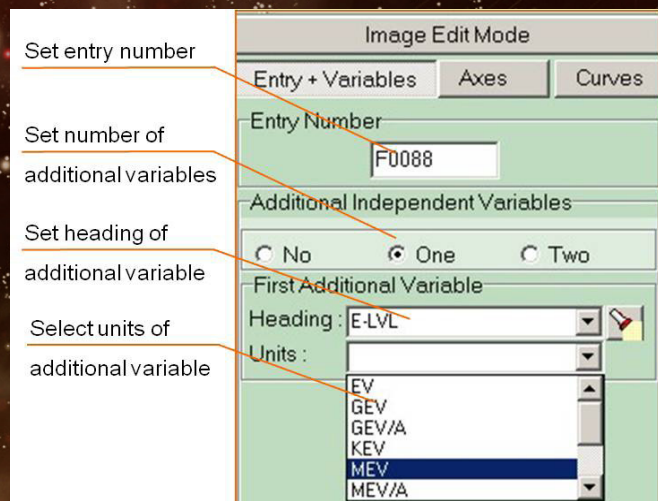 Set entry number
Set number of
additional variables
Set heading of
additional variable
Select units of
additional variable
Image Edit Mode
Entry + Variables Axes Curves
Entry Number
F0088
Additional Independent Variables
No One Two
First Additional Variable
Heading : E-LVL
Units :
EV
GEV
GEV/A
KEV
MEV
MEV/A